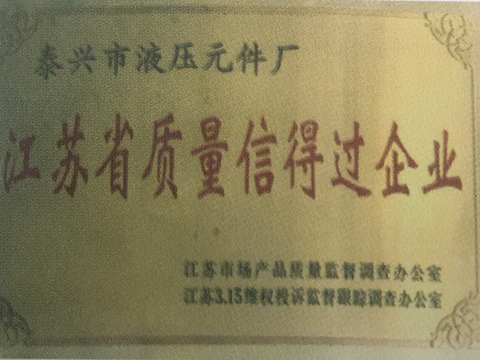 泰兴市液压元件厂
江苏省质量信得过企业
江苏市场产品质量监督调查办公室
江苏3.15维权投诉监督跟踪调查办公室